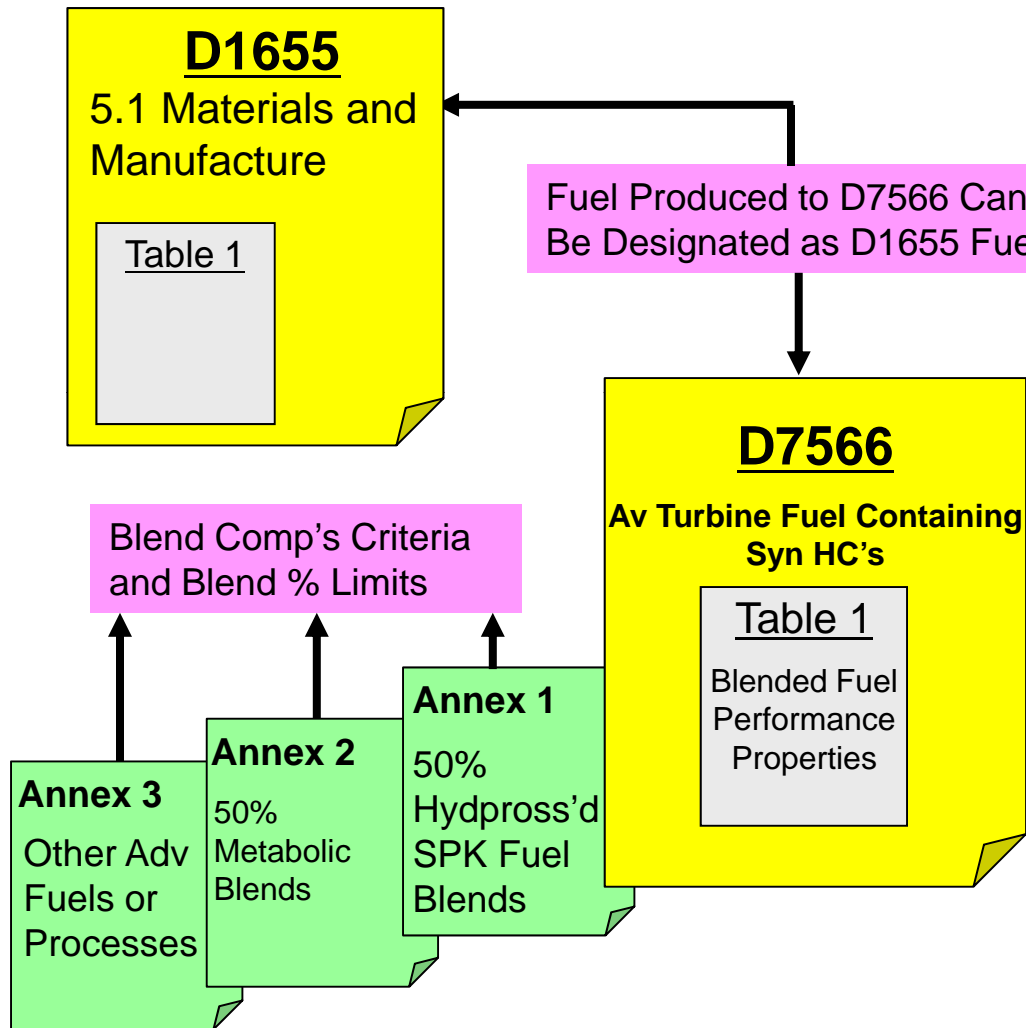 D1655
5.1 Materials and
Manufacture
Table 1
Fuel Produced to D7566 Can
Be Designated as D1655 Fue
D7566
Av Turbine Fuel Containing
Syn HC's
Table 1
Blended Fuel
Performance
Properties
Blend Comp's Criteria
and Blend % Limits
Annex 1
50%
Hydpross'd
SPK Fuel
Blends
Annex 2
50%
Metabolic
Blends
Annex 3
Other Adv
Fuels or
Processes